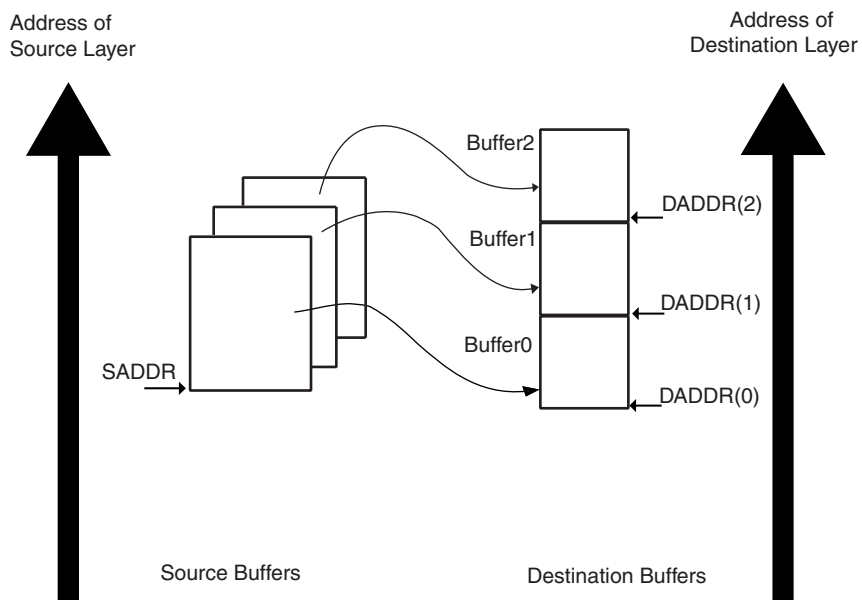 Address of
Source Layer
Address of
Destination Layer
Buffer2
DADDR(2)
Buffer1
DADDR(1)
Buffer0
SADDR
DADDR(0)
Source Buffers
Destination Buffers